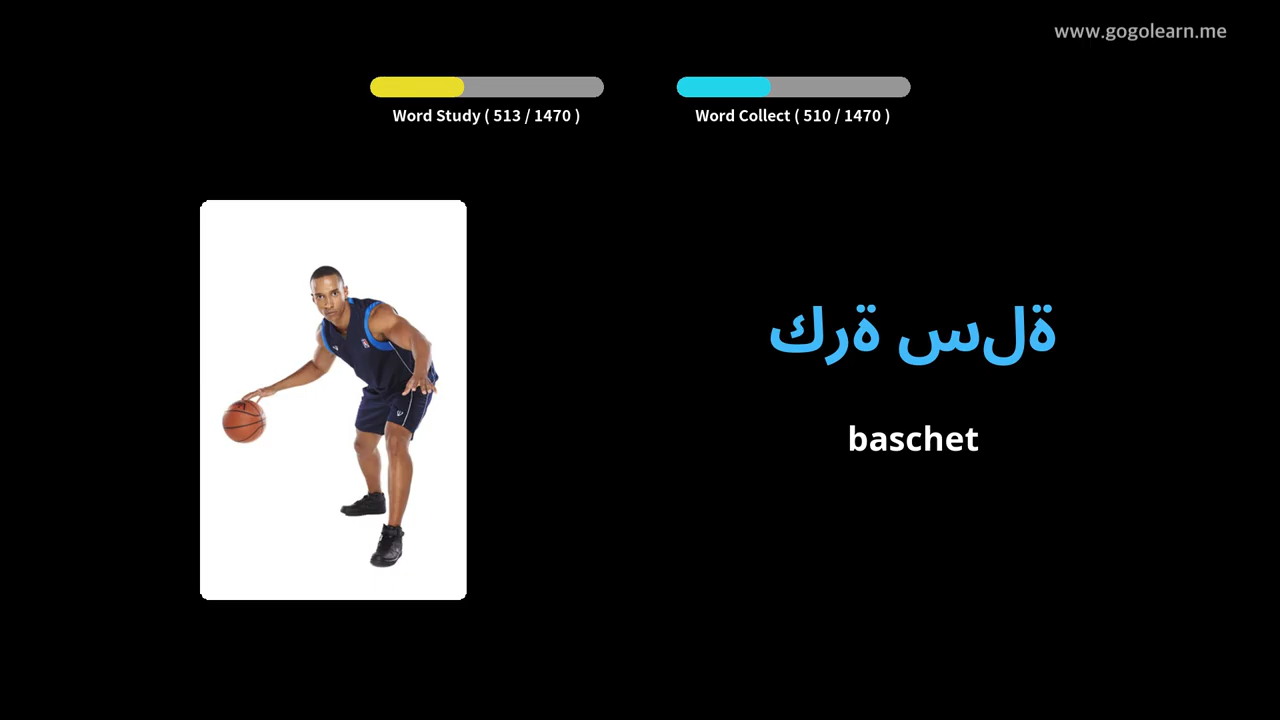 www.gogolearn.me
Word Study ( 513 / 1470 )
Word Collect ( 510 / 1470 )
كرة سلة
baschet